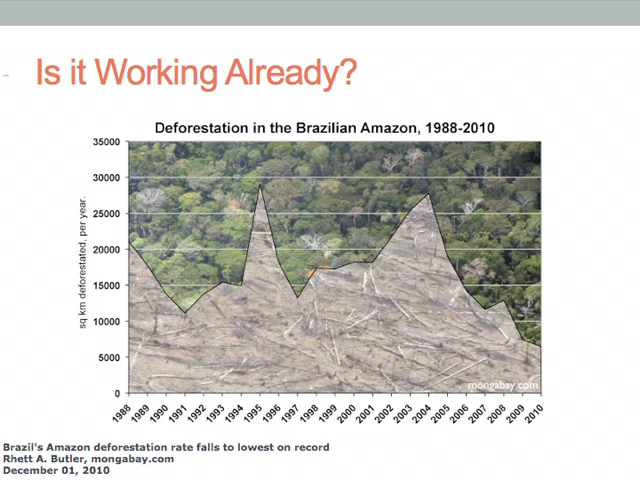 Is it Working Already?
Deforestation in the Brazilian Amazon, 1988-2010
35000
30000
25000
20000
15000
10000
5000
0
sq km deforestated, per year.
mongabay.com
1988 1989 1990 1991 1992 1993 1994 1995 1996 1997 1998 1999 2000 2001 2002 2003 2004 2005 2006 2007 2008 2009 2010
Brazil's Amazon deforestation rate falls to lowest on record
Rhett A. Butler, mongabay.com
December 01, 2010